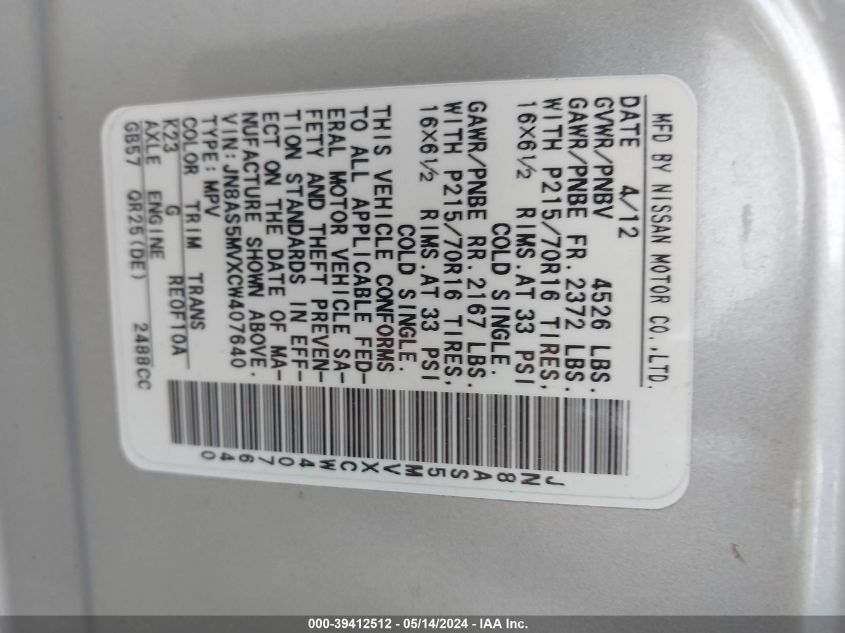 MFD BY NISSAN MOTOR CO.,LTD.
DATE 4/12
GVWR/PNBV 4526 LBS.
GAWR/PNBE FR. 2372 LBS.
WITH P215/70R16 TIRES,
16X6½ RIMS.AT 33 PSI
COLD SINGLE.
GAWR/PNBE RR. 2167 LBS.
WITH P215/70R16 TIRES,
16X6½ RIMS.AT 33 PSI
COLD SINGLE.
THIS VEHICLE CONFORMS
TO ALL APPLICABLE FED-
ERAL MOTOR VEHICLE SA-
FETY AND THEFT PREVEN-
TION STANDARDS IN EFF-
ECT ON THE DATE OF MA-
NUFACTURE SHOWN ABOVE.
VIN:JN8AS5MVXCW407640
TYPE:MPV
COLOR TRIM TRANS
K23 G RE0F10A
AXLE ENGINE
GB57 QR25(DE) 2488CC
JN8AS5MVXCW407640
000-39412512 - 05/14/2024 - IAA Inc.